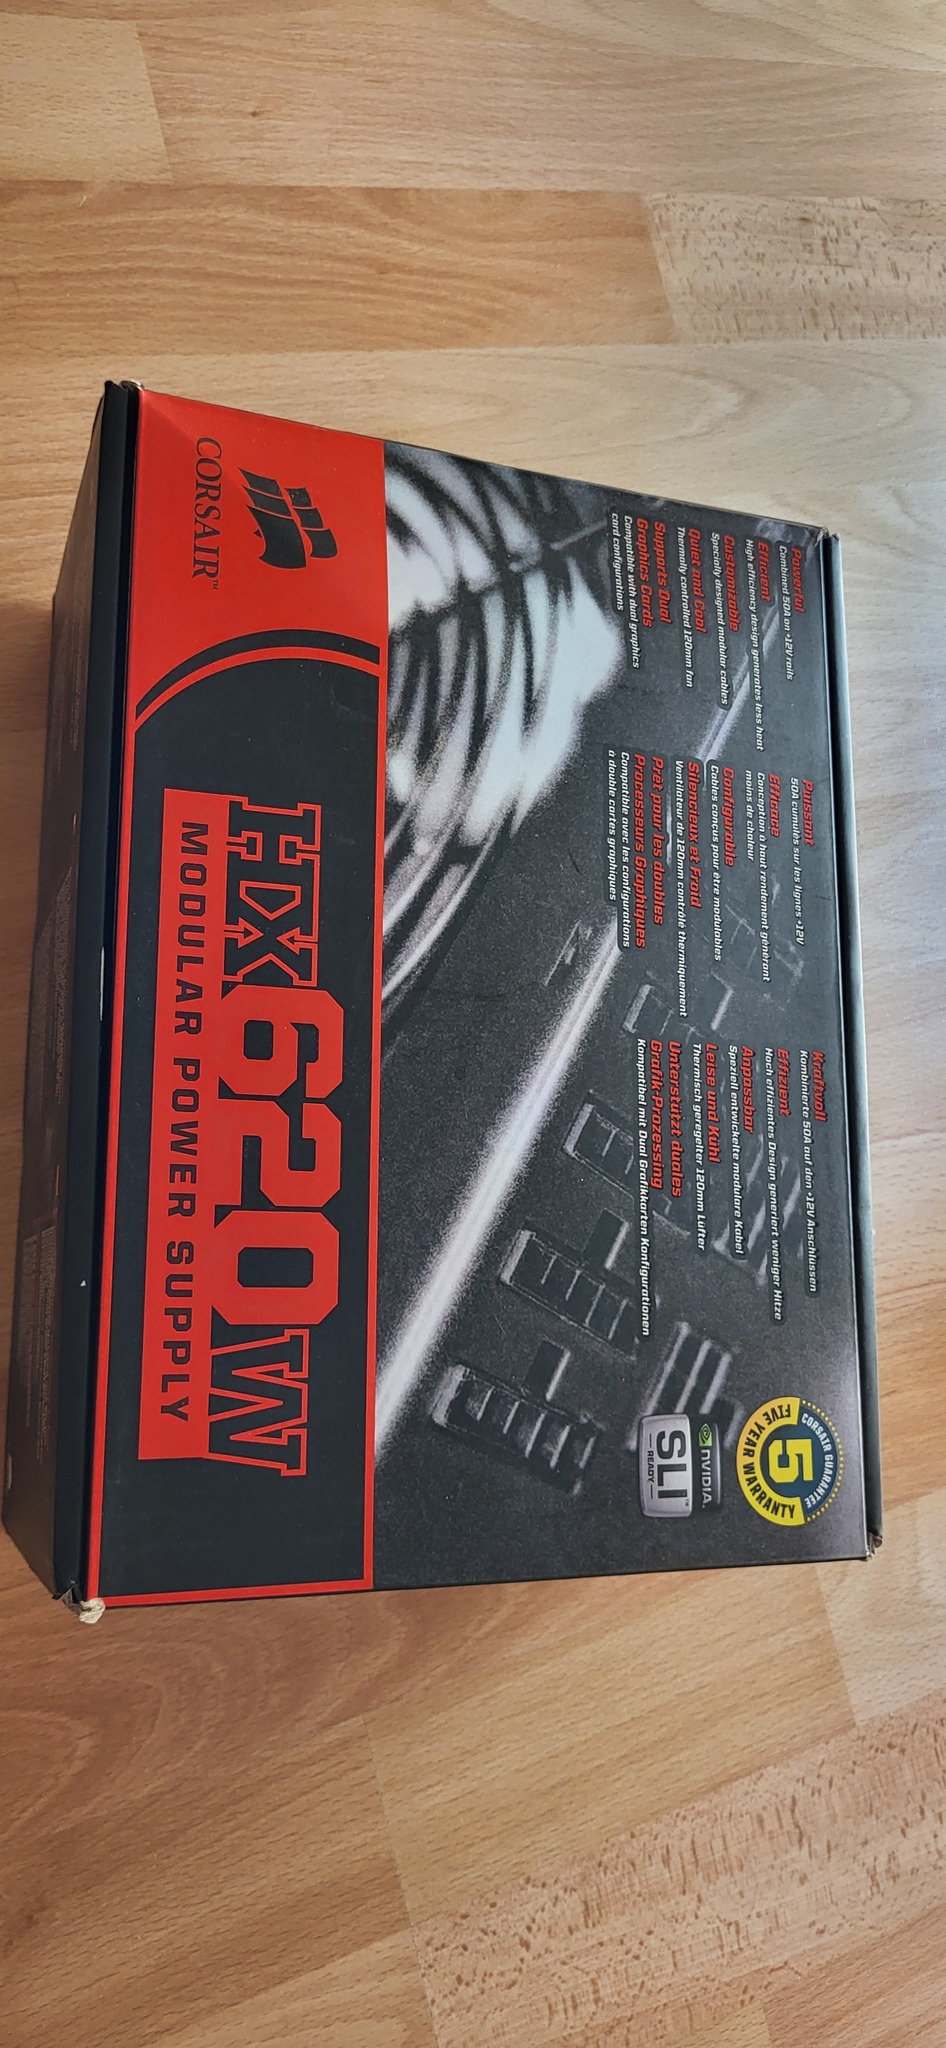 Powerful
Combined 50A on +12V rails
Efficient
High efficiency design generates less heat
Customizable
Specially designed modular cables
Quiet and Cool
Thermally controlled 120mm fan
Supports Dual
Graphics Cards
Compatible with dual graphics
card configurations
Puissant
50A cumulés sur les lignes +12V
Efficace
Conception à haut rendement générant
moins de chaleur
Configurable
Cables conçus pour être modulables
Silencieux et Froid
Ventilateur de 120mm contrôlé thermiquement
Prêt pour les doubles
Processeurs Graphiques
Compatible avec les configurations
à double cartes graphiques
Kraftvoll
Kombinierte 50A auf den +12V Anschlüssen
Effizient
Hoch effizientes Design generiert weniger Hitze
Anpassbar
Speziell entwickelte modulare Kabel
Leise und Kühl
Thermisch geregelter 120mm Lüfter
Unterstützt duales
Grafik-Prozessing
Kompatibel mit Dual Grafikkarten Konfigurationen
CORSAIR GUARANTEE
5
FIVE YEAR WARRANTY
NVIDIA.
SLI™
READY
CORSAIR™
HX620W
MODULAR POWER SUPPLY